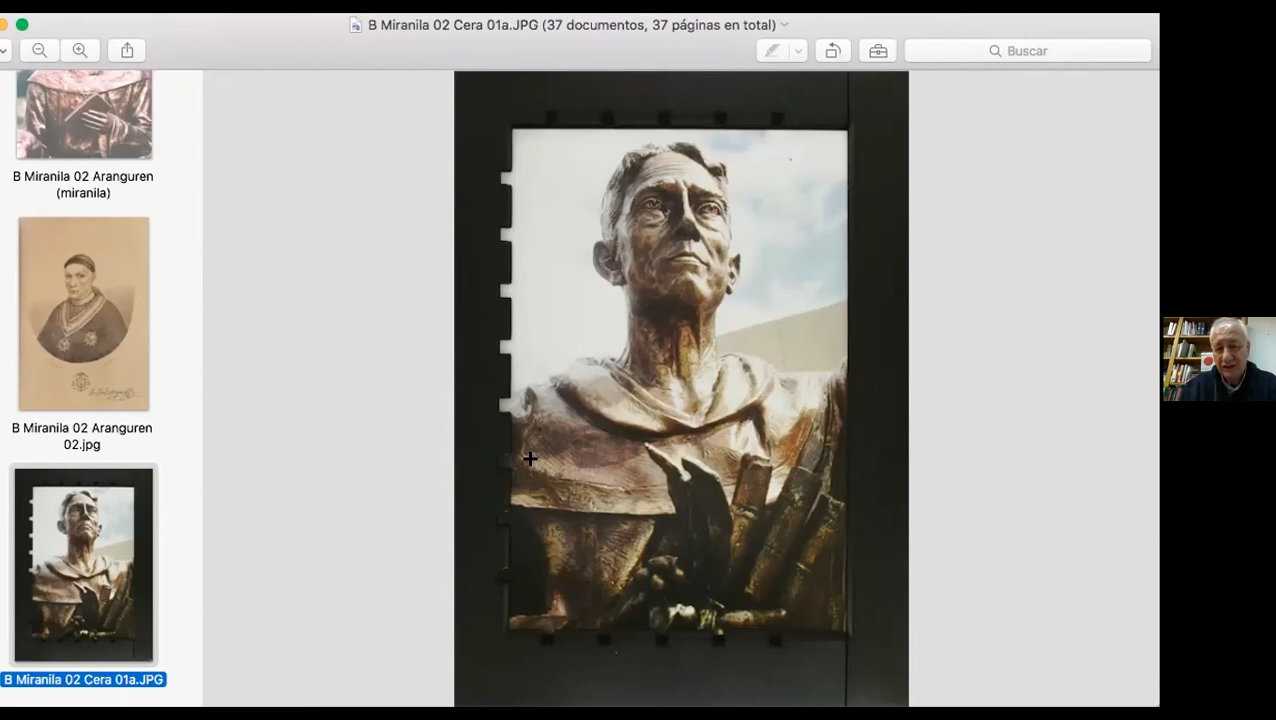 B Miranila 02 Cera 01a.JPG (37 documentos, 37 páginas en total)
Buscar
B Miranila 02 Aranguren
(miranila)
B Miranila 02 Aranguren
02.jpg
B Miranila 02 Cera 01a.JPG